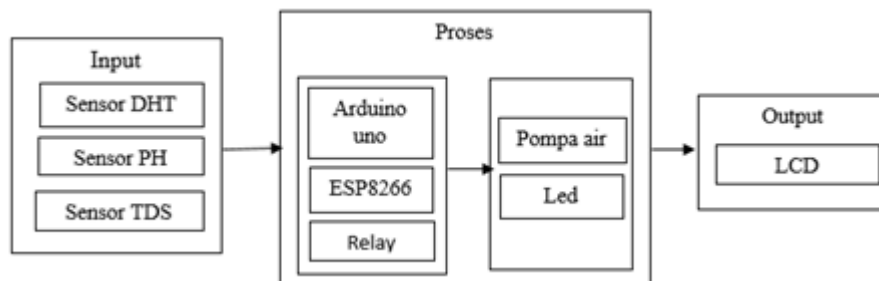 Input
Sensor DHT
Sensor PH
Sensor TDS
Proses
Arduino
uno
ESP8266
Relay
Pompa air
Led
Output
LCD